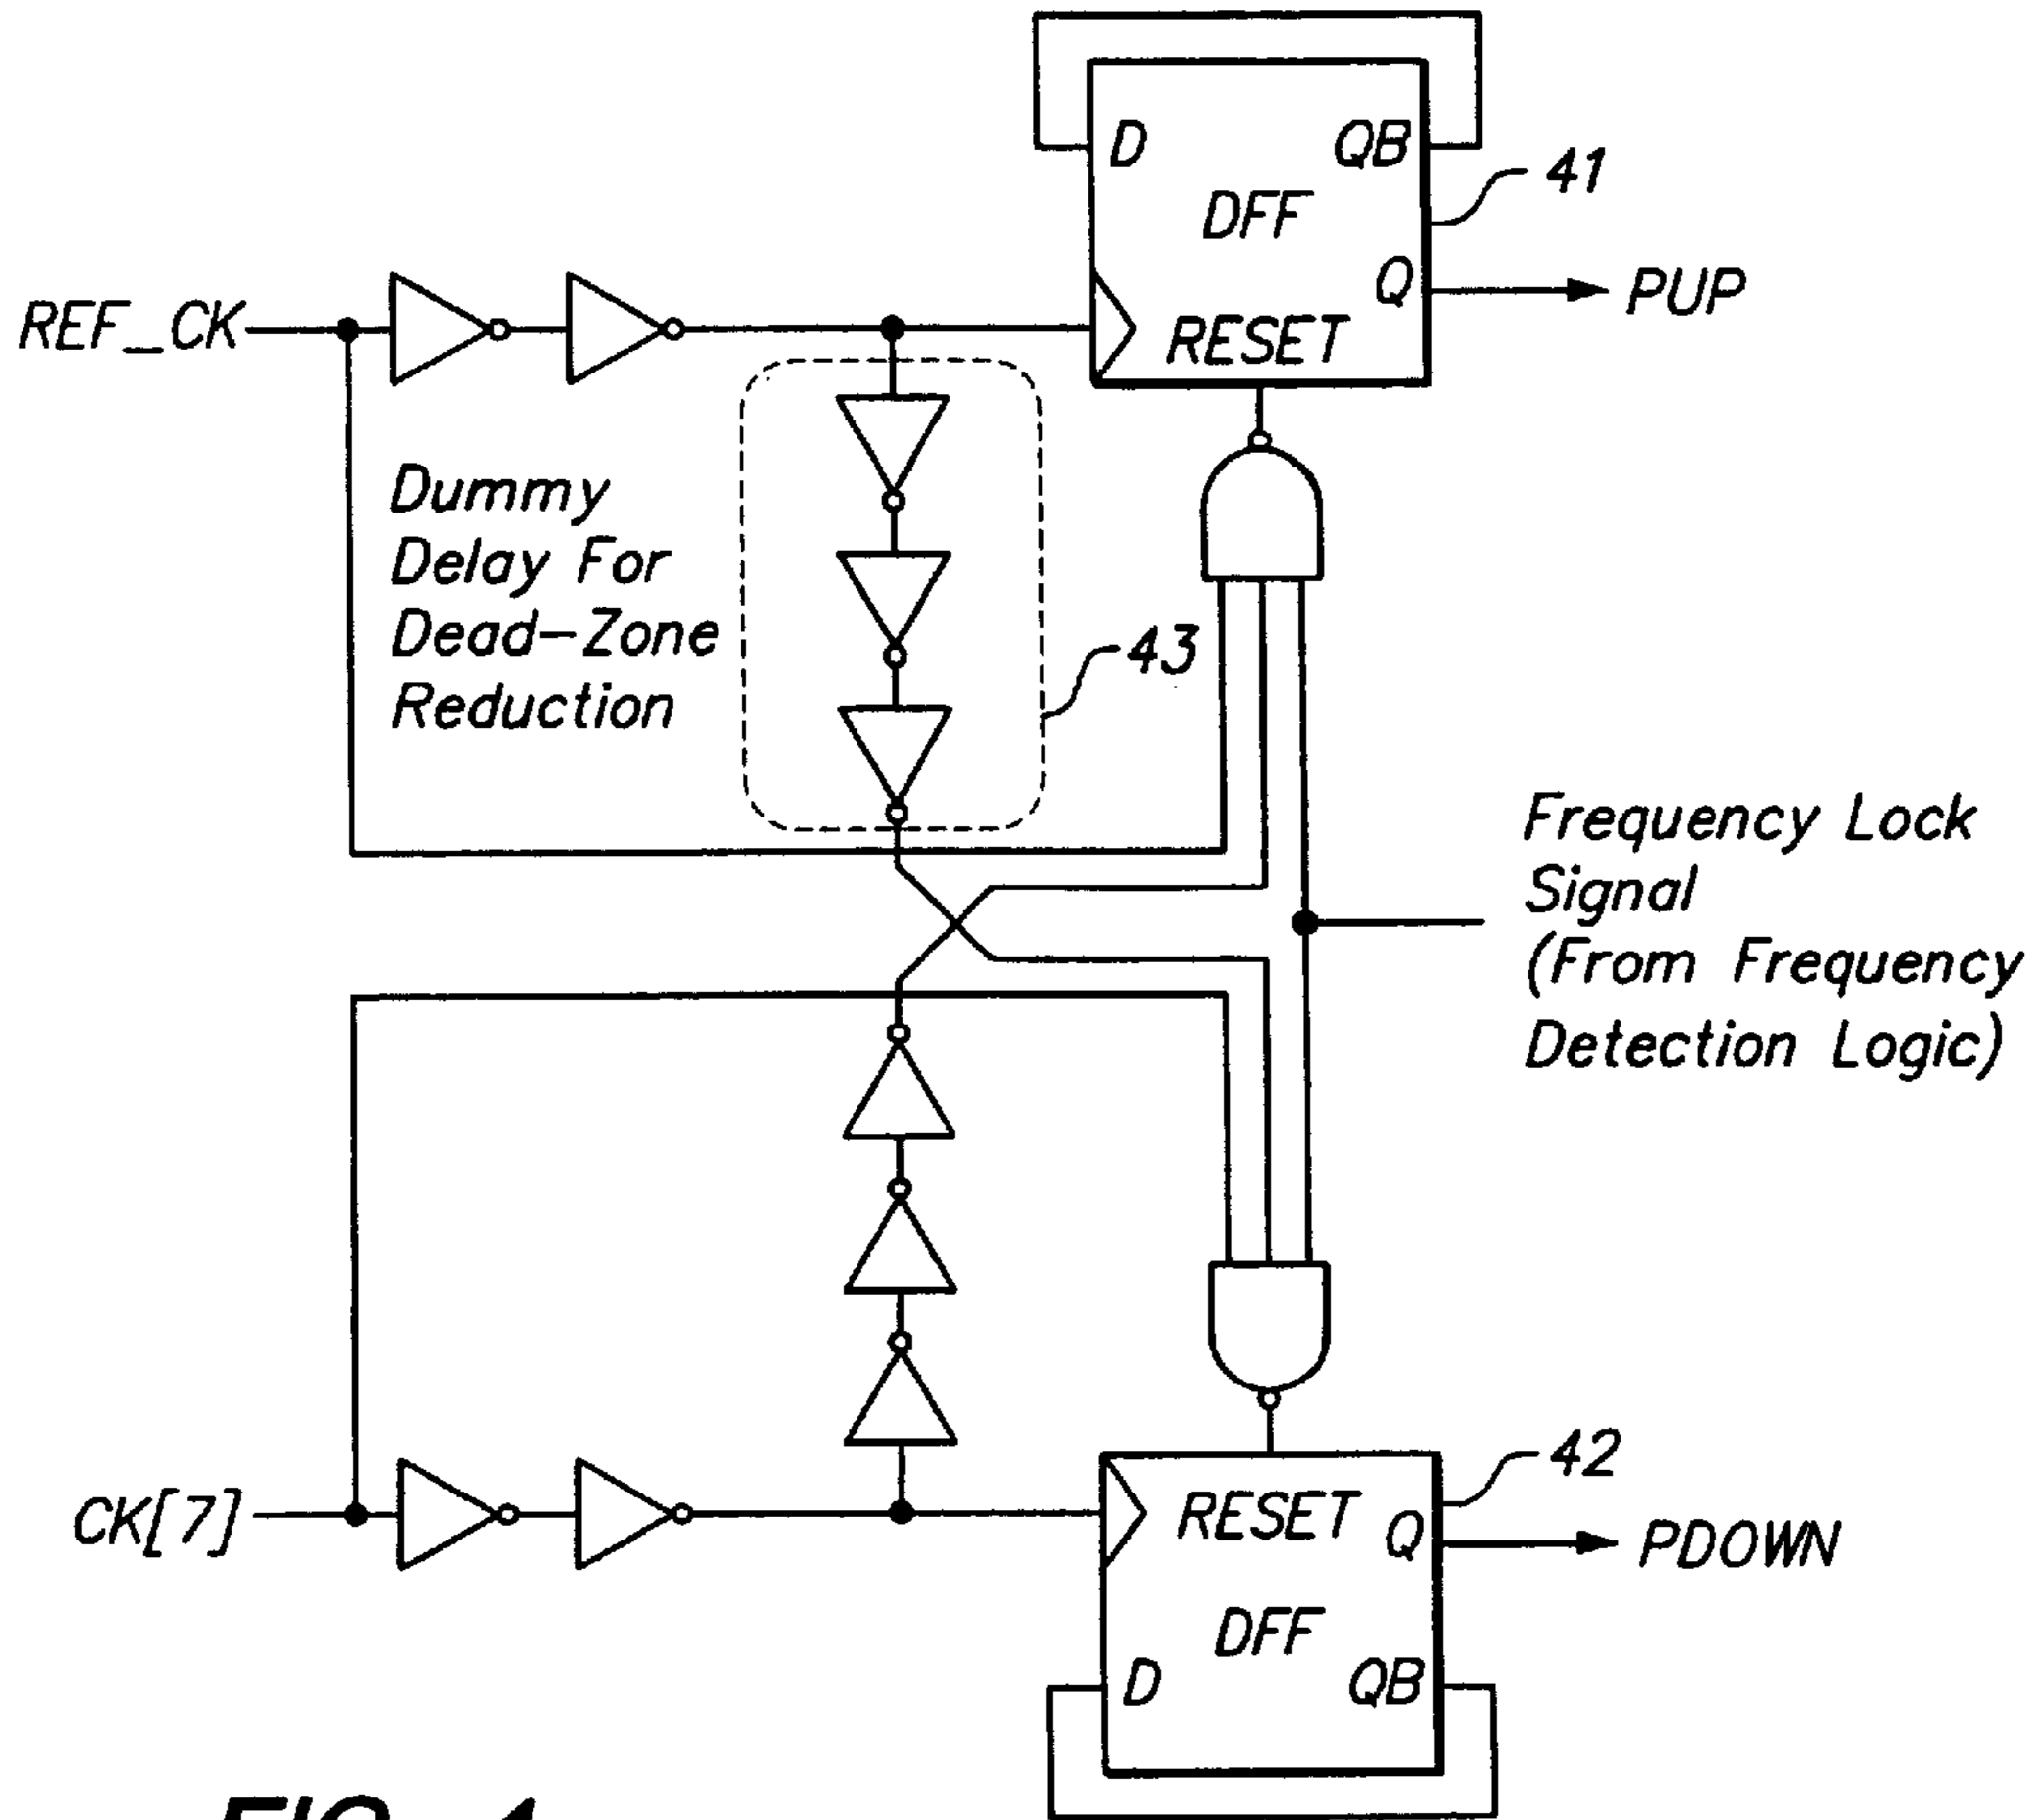 D
QB
DFF
41
Q
PUP
REF_CK
RESET
Dummy
Delay For
Dead-Zone
Reduction
43
Frequency Lock
Signal
(From Frequency
Detection Logic)
42
CK[7]
RESET
Q
PDOWN
DFF
D
QB